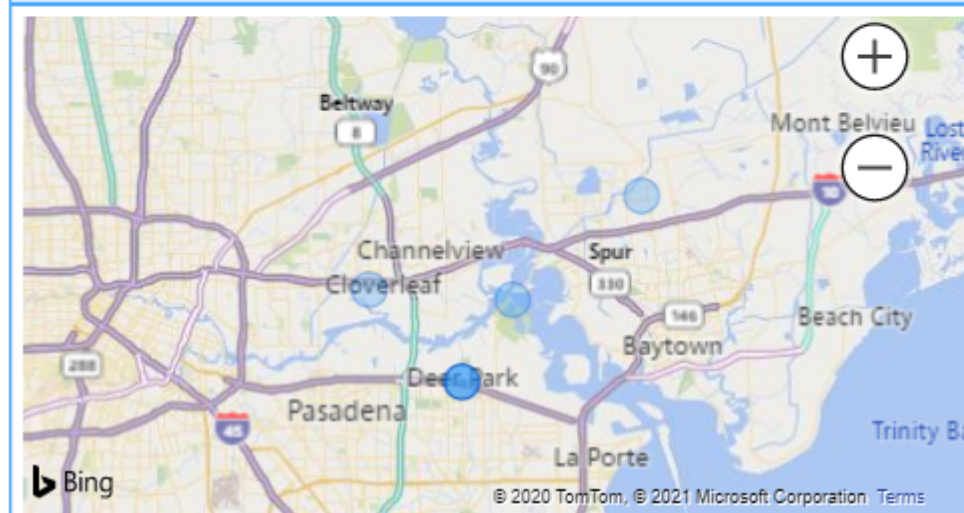 90
Beltway
8
Mont Belvieu
Lost
River
10
Channelview
Spur
Cloverleaf
330
146
Beach City
Baytown
288
Deer Park
Pasadena
45
Trinity Ba
La Porte
Bing
© 2020 TomTom, © 2021 Microsoft Corporation Terms